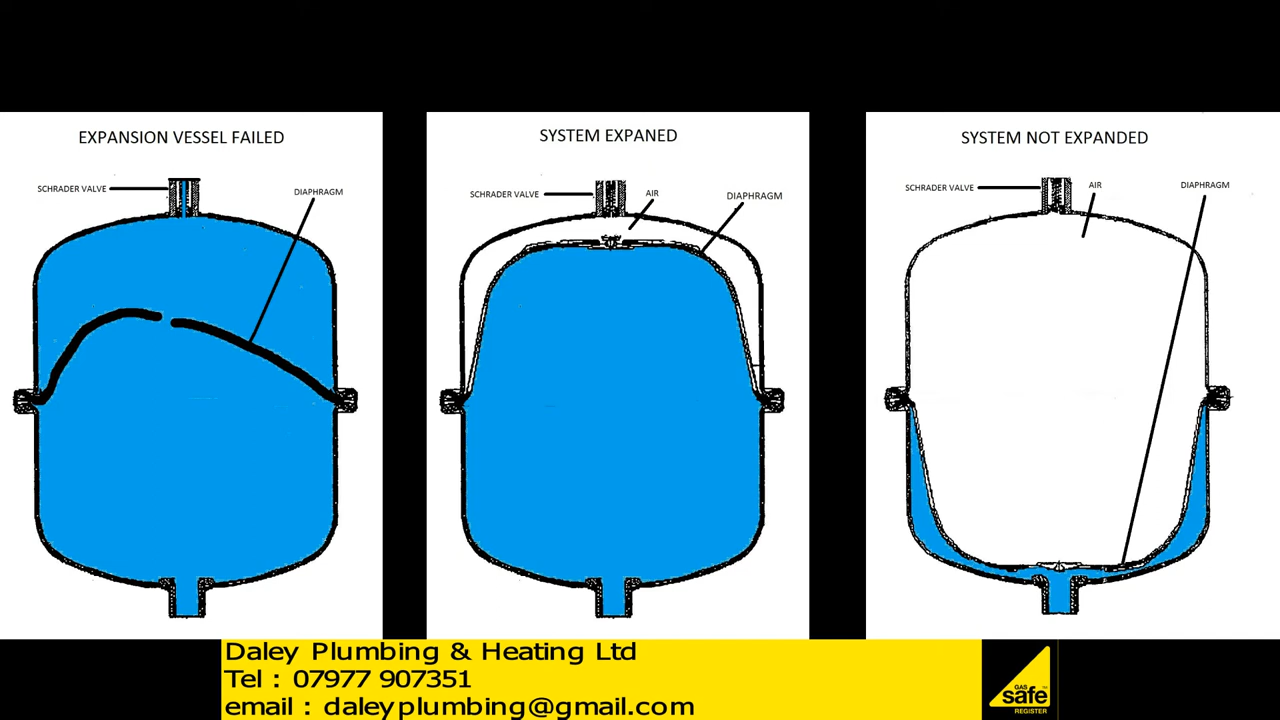 EXPANSION VESSEL FAILED
SCHRADER VALVE
DIAPHRAGM
SYSTEM EXPANED
SCHRADER VALVE
AIR
DIAPHRAGM
SYSTEM NOT EXPANDED
SCHRADER VALVE
AIR
DIAPHRAGM
Daley Plumbing & Heating Ltd
Tel : 07977 907351
email : daleyplumbing@gmail.com
GAS
safe
REGISTER